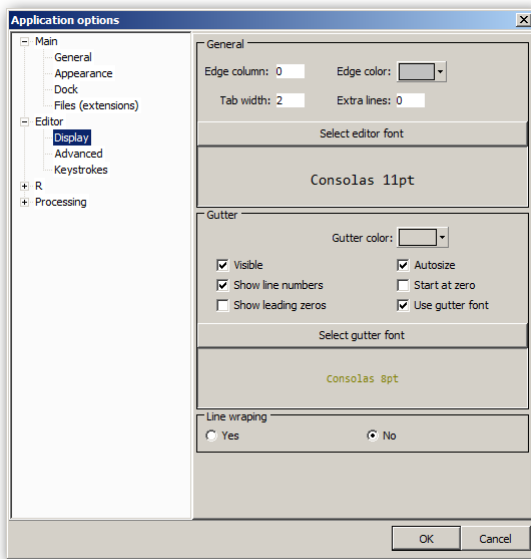 Application options
Main
General
Appearance
Dock
Files (extensions)
Editor
Display
Advanced
Keystrokes
R
Processing
General
Edge column: 0 Edge color:
Tab width: 2 Extra lines: 0
Select editor font
Consolas 11pt
Gutter
Gutter color:
Visible Autosize
Show line numbers Start at zero
Show leading zeros Use gutter font
Select gutter font
Consolas 8pt
Line wraping
Yes No
OK Cancel